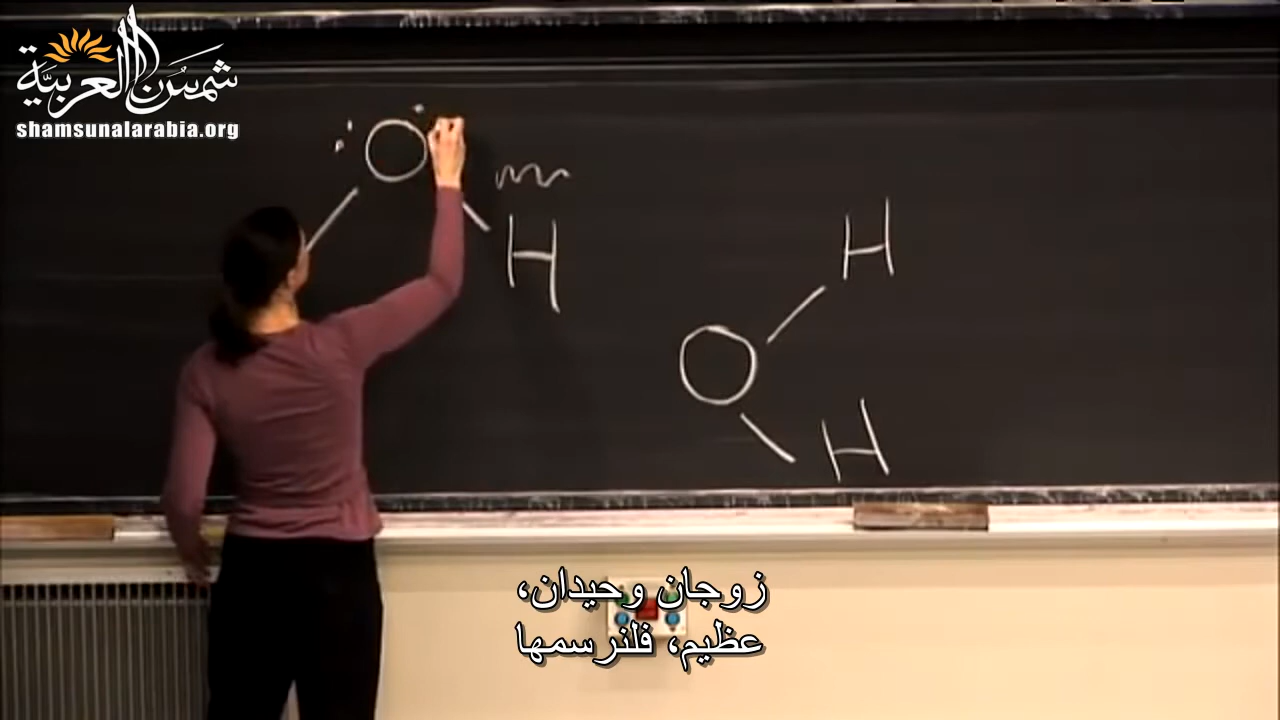 شمس العربية
shamsunalarabia.org
O
H
H
O
H
زوجان وحيدان،
عظيم، فلنرسمها